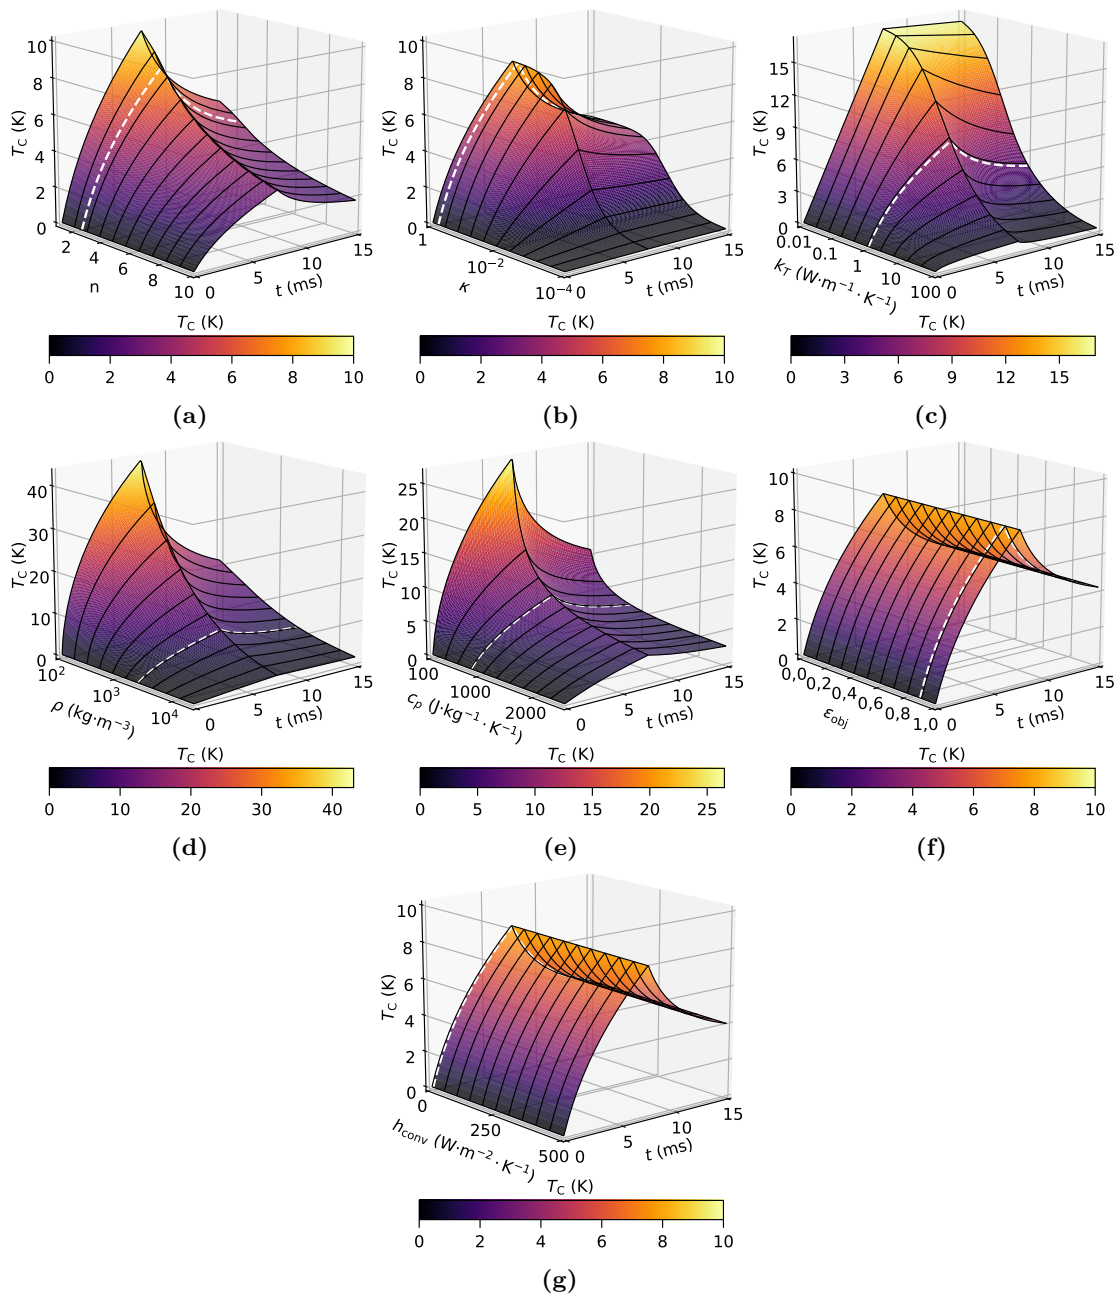 10
8
6
4
2
0
T_C (K)
2
4
6
8
10
n
0
5
10
15
t (ms)
T_C (K)
0 2 4 6 8 10
(a)
10
8
6
4
2
0
T_C (K)
1
10⁻²
10⁻⁴
κ
0
5
10
15
t (ms)
T_C (K)
0 2 4 6 8 10
(b)
15
12
9
6
3
0
T_C (K)
0.01
0.1
1
10
100
k_T (W·m⁻¹·K⁻¹)
0
5
10
15
t (ms)
T_C (K)
0 3 6 9 12 15
(c)
40
30
20
10
0
T_C (K)
10²
10³
10⁴
ρ (kg·m⁻³)
0
5
10
15
t (ms)
T_C (K)
0 10 20 30 40
(d)
25
20
15
10
5
0
T_C (K)
100
1000
2000
c_p (J·kg⁻¹·K⁻¹)
0
5
10
15
t (ms)
T_C (K)
0 5 10 15 20 25
(e)
10
8
6
4
2
0
T_C (K)
0,0
0,2
0,4
0,6
0,8
1,0
ε_obj
0
5
10
15
t (ms)
T_C (K)
0 2 4 6 8 10
(f)
10
8
6
4
2
0
T_C (K)
0
250
500
h_conv (W·m⁻²·K⁻¹)
0
5
10
15
t (ms)
T_C (K)
0 2 4 6 8 10
(g)